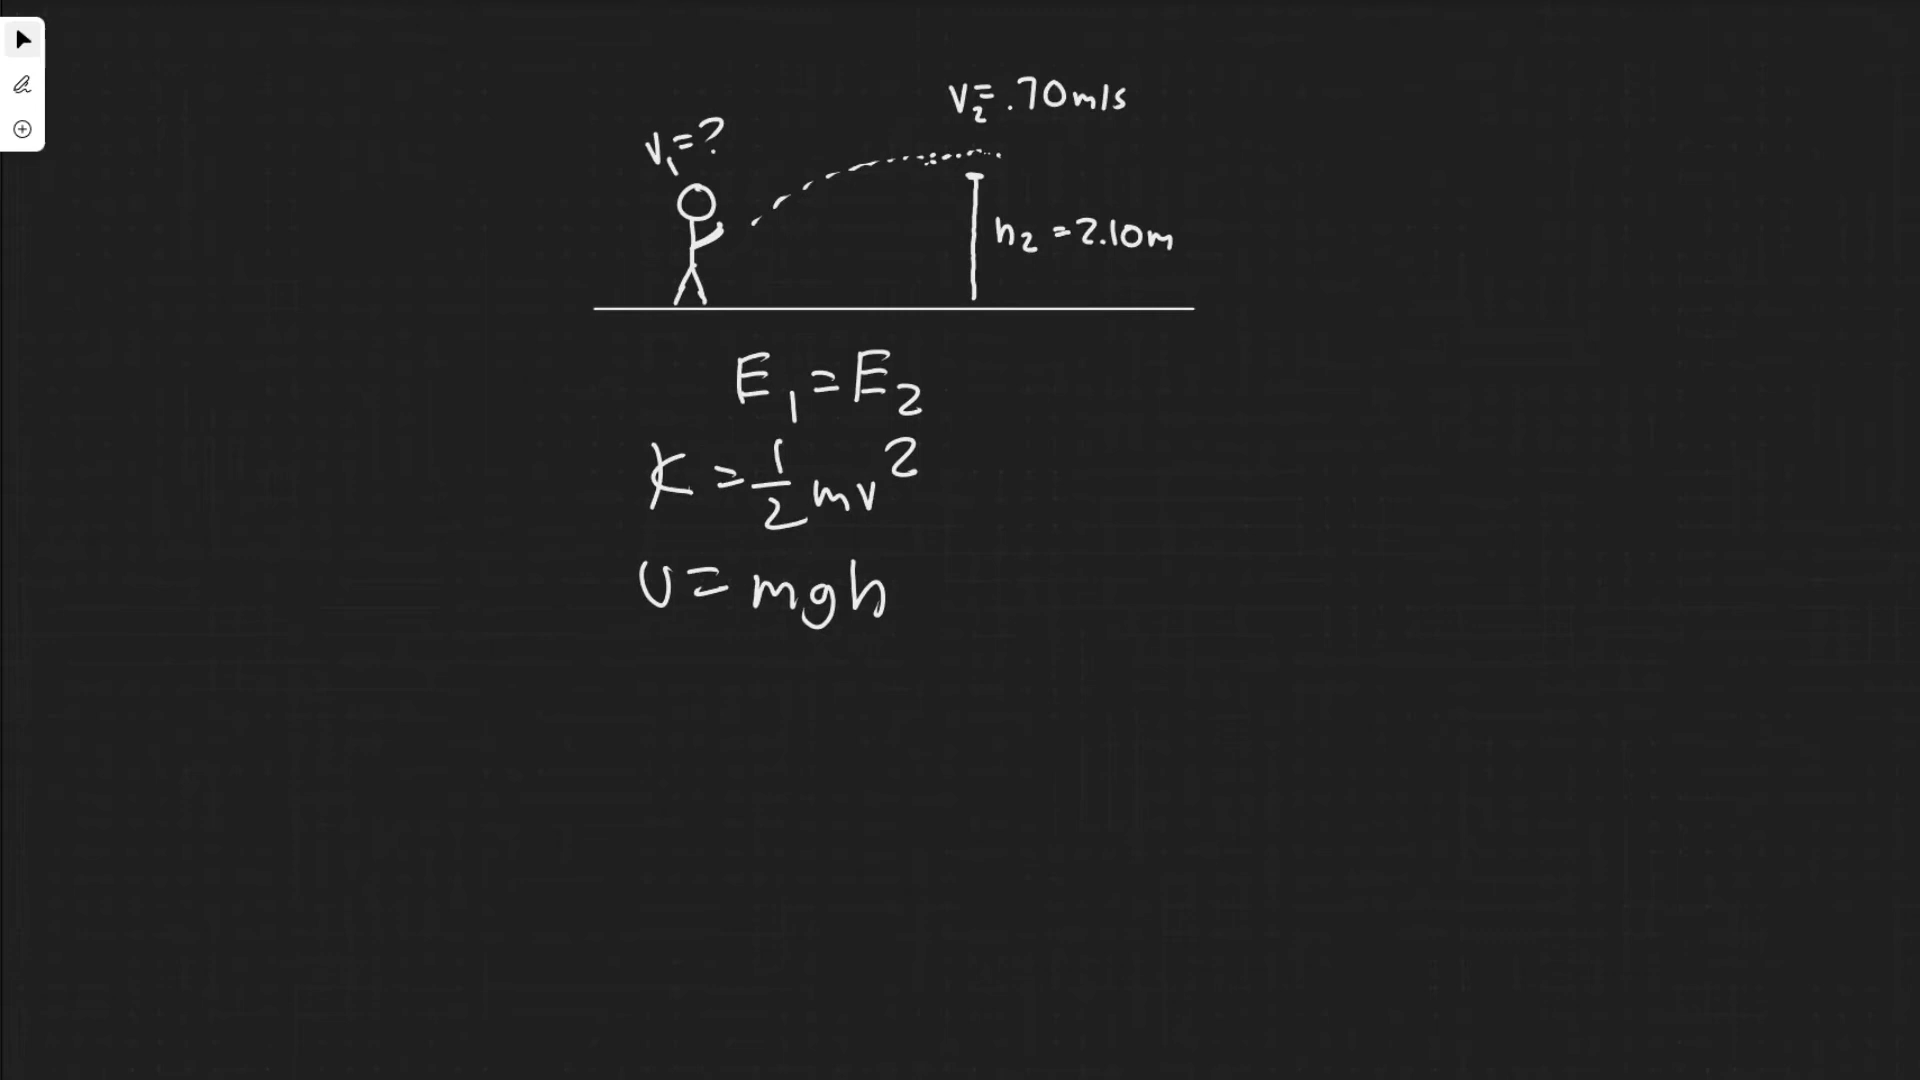 v₂=.70m/s
v₁=?
h₂=2.10m
E₁=E₂
K=1/2mv²
U=mgh